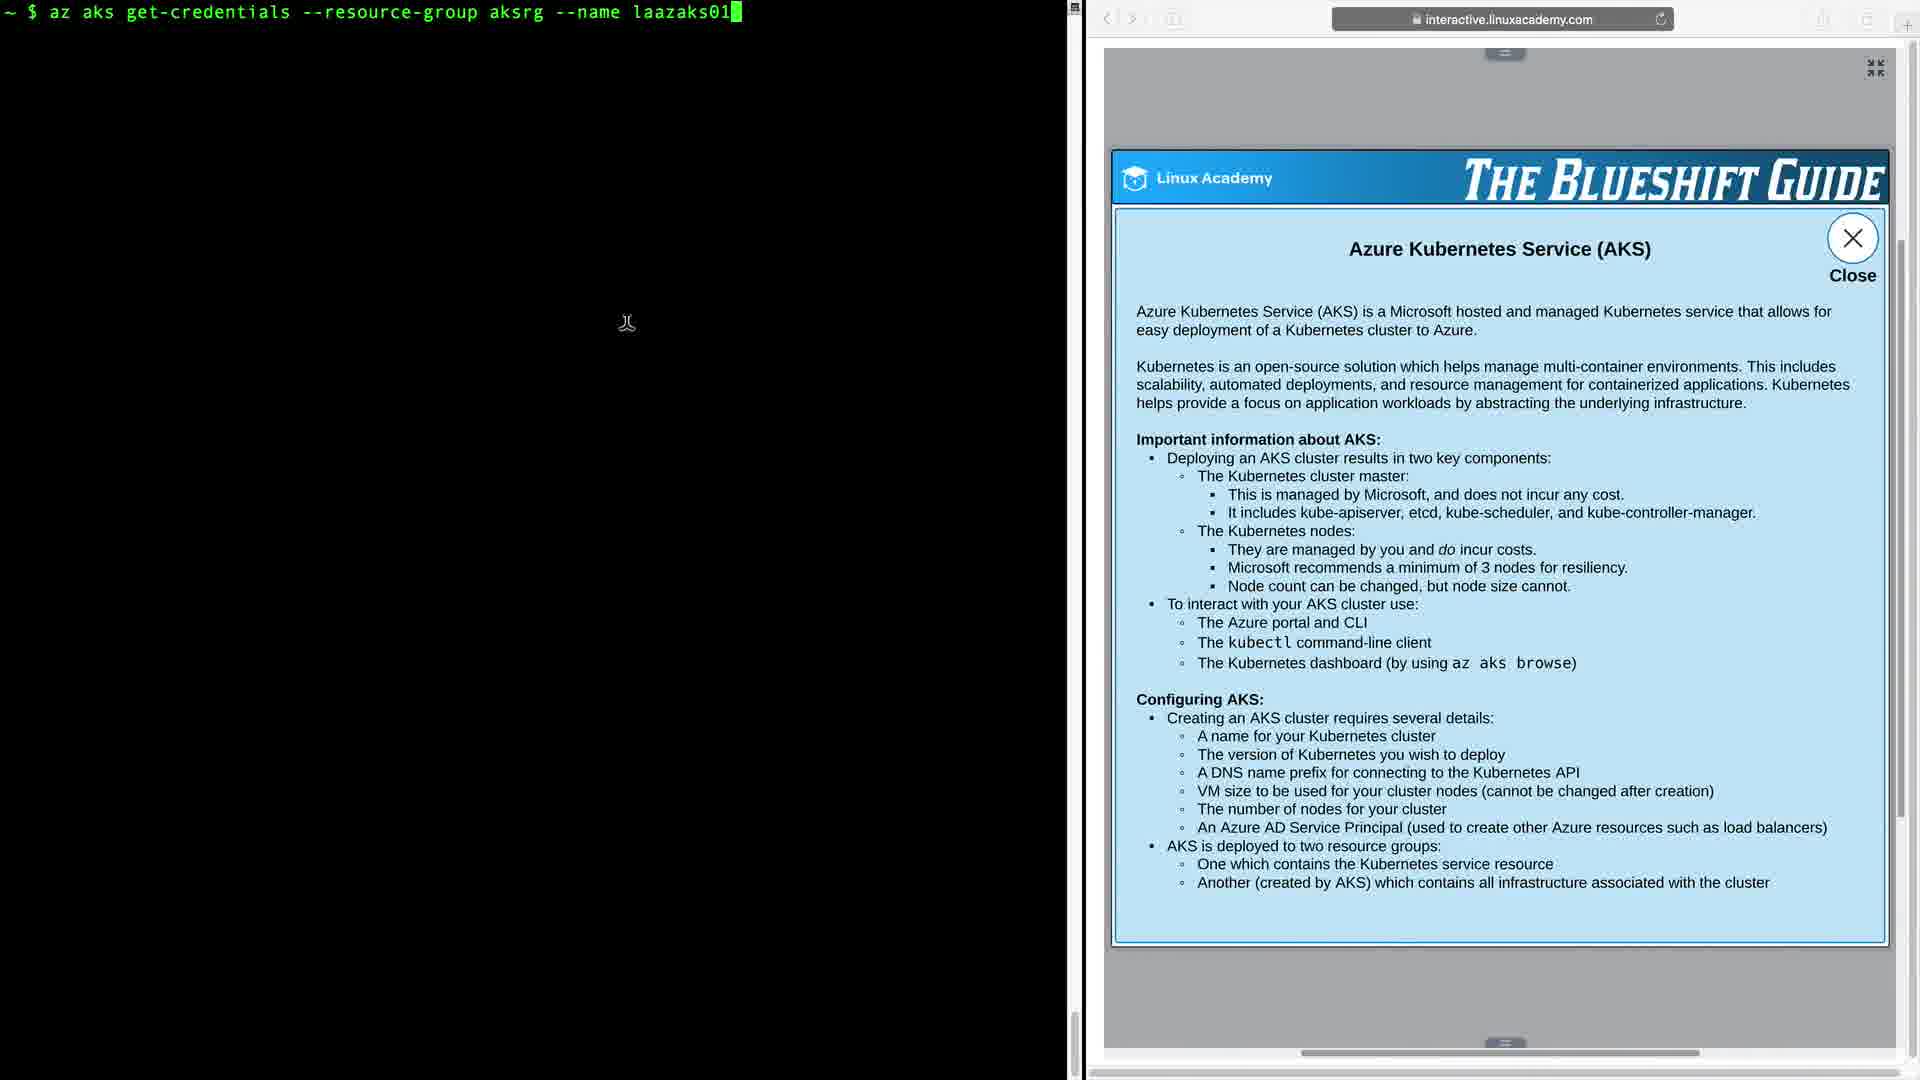 ~ $ az aks get-credentials --resource-group aksrg --name laazaks01
interactive.linuxacademy.com
Linux Academy
THE BLUESHIFT GUIDE
Azure Kubernetes Service (AKS)
Close
Azure Kubernetes Service (AKS) is a Microsoft hosted and managed Kubernetes service that allows for
easy deployment of a Kubernetes cluster to Azure.
Kubernetes is an open-source solution which helps manage multi-container environments. This includes
scalability, automated deployments, and resource management for containerized applications. Kubernetes
helps provide a focus on application workloads by abstracting the underlying infrastructure.
Important information about AKS:
• Deploying an AKS cluster results in two key components:
◦ The Kubernetes cluster master:
▪ This is managed by Microsoft, and does not incur any cost.
▪ It includes kube-apiserver, etcd, kube-scheduler, and kube-controller-manager.
◦ The Kubernetes nodes:
▪ They are managed by you and do incur costs.
▪ Microsoft recommends a minimum of 3 nodes for resiliency.
▪ Node count can be changed, but node size cannot.
• To interact with your AKS cluster use:
◦ The Azure portal and CLI
◦ The kubectl command-line client
◦ The Kubernetes dashboard (by using az aks browse)
Configuring AKS:
• Creating an AKS cluster requires several details:
◦ A name for your Kubernetes cluster
◦ The version of Kubernetes you wish to deploy
◦ A DNS name prefix for connecting to the Kubernetes API
◦ VM size to be used for your cluster nodes (cannot be changed after creation)
◦ The number of nodes for your cluster
◦ An Azure AD Service Principal (used to create other Azure resources such as load balancers)
• AKS is deployed to two resource groups:
◦ One which contains the Kubernetes service resource
◦ Another (created by AKS) which contains all infrastructure associated with the cluster